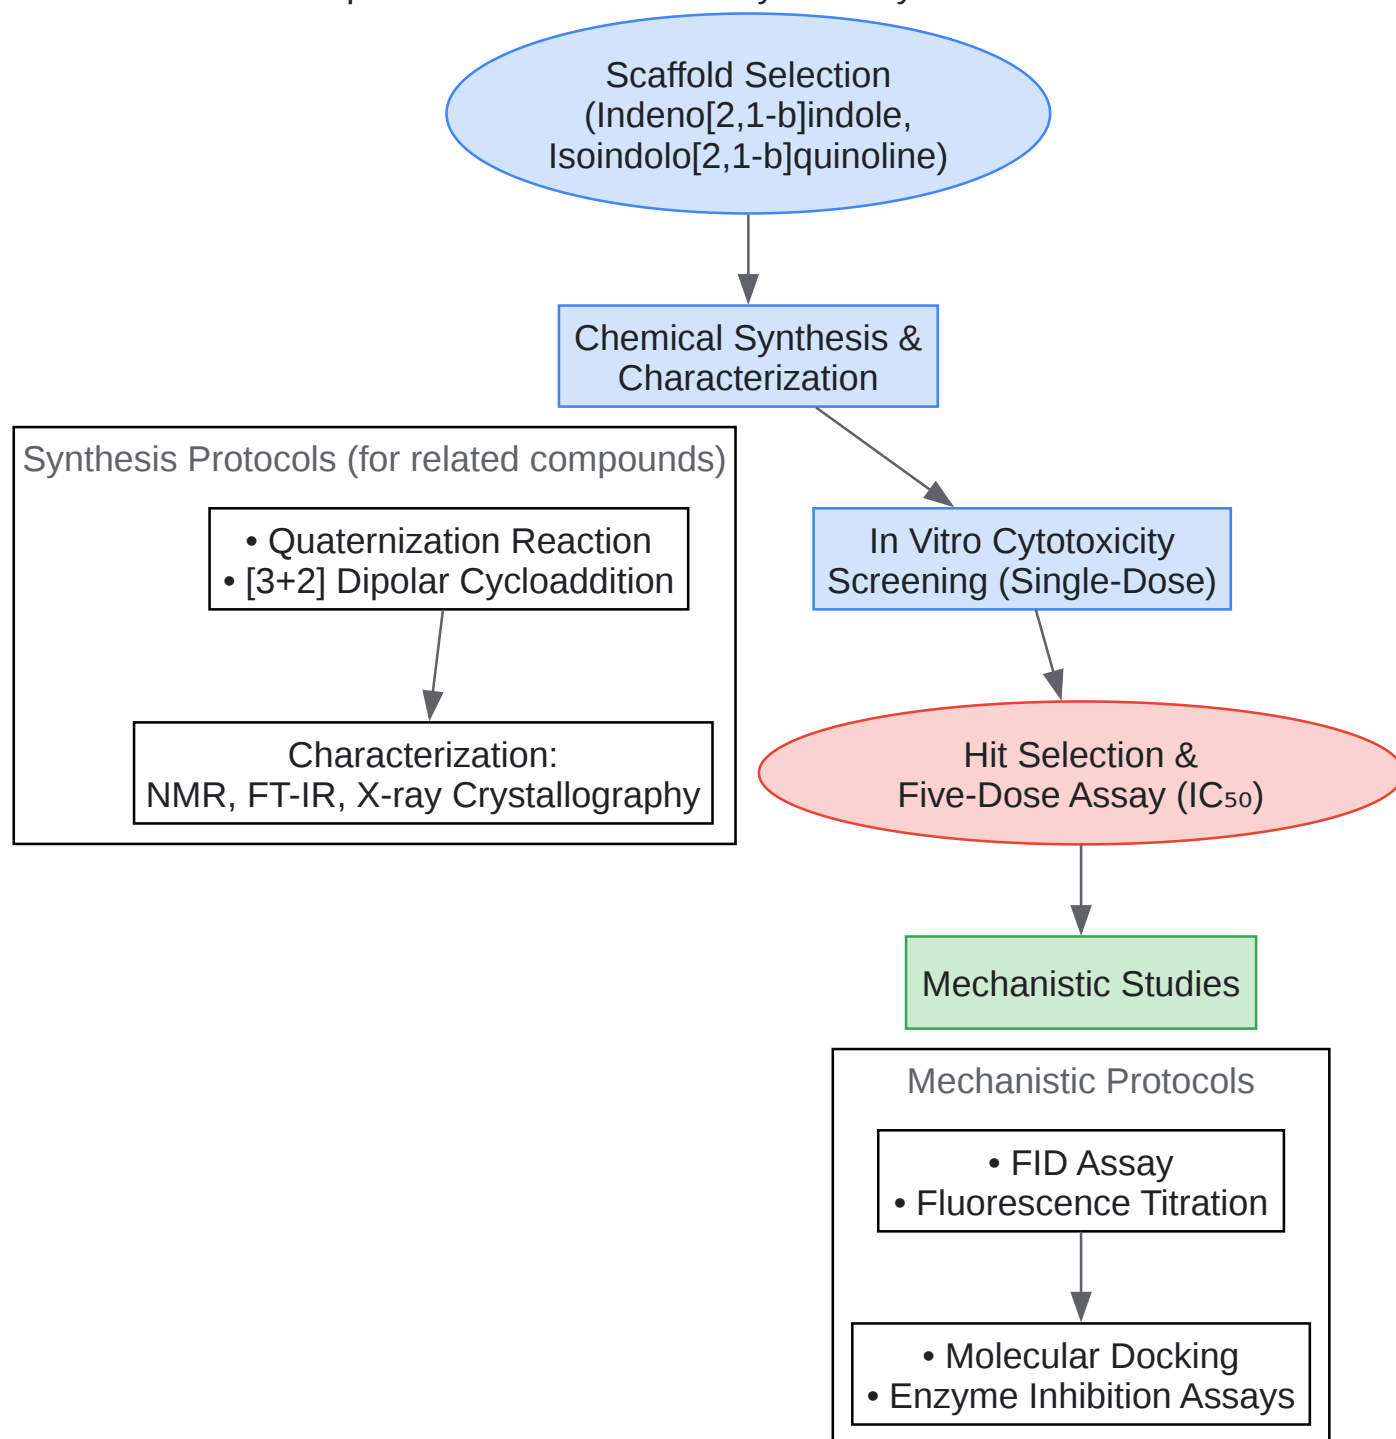 Scaffold Selection
(Indeno[2,1-b]indole,
Isoindolo[2,1-b]quinoline)
Chemical Synthesis &
Characterization
Synthesis Protocols (for related compounds)
• Quaternization Reaction
• [3+2] Dipolar Cycloaddition
In Vitro Cytotoxicity
Screening (Single-Dose)
Characterization:
NMR, FT-IR, X-ray Crystallography
Hit Selection &
Five-Dose Assay (IC₅₀)
Mechanistic Studies
Mechanistic Protocols
• FID Assay
• Fluorescence Titration
• Molecular Docking
• Enzyme Inhibition Assays